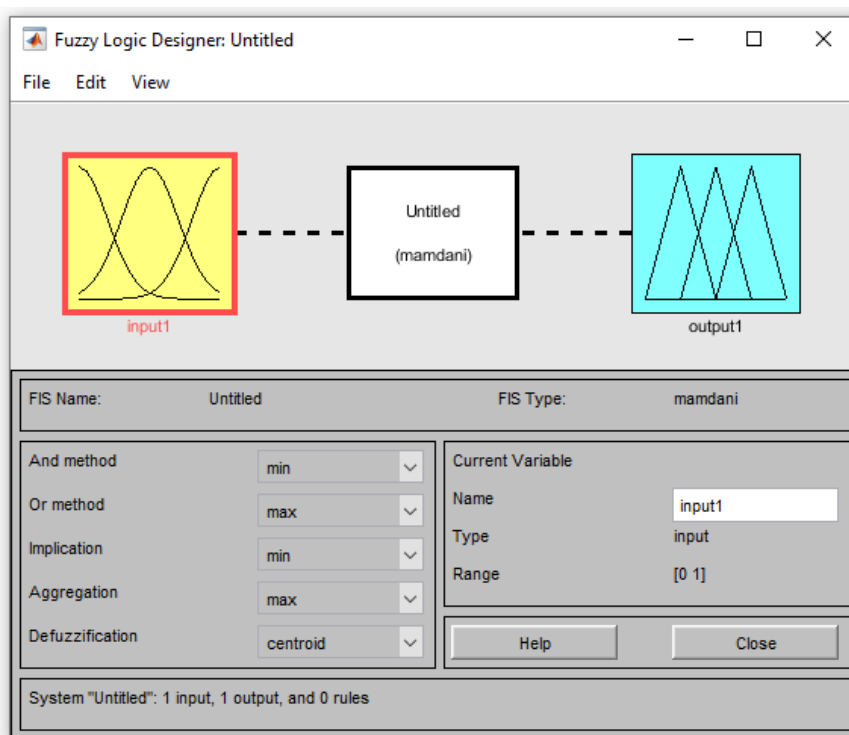 Fuzzy Logic Designer: Untitled
File Edit View
Untitled
(mamdani)
input1
output1
FIS Name: Untitled FIS Type: mamdani
And method min
Or method max
Implication min
Aggregation max
Defuzzification centroid
Current Variable
Name input1
Type input
Range [0 1]
Help Close
System "Untitled": 1 input, 1 output, and 0 rules